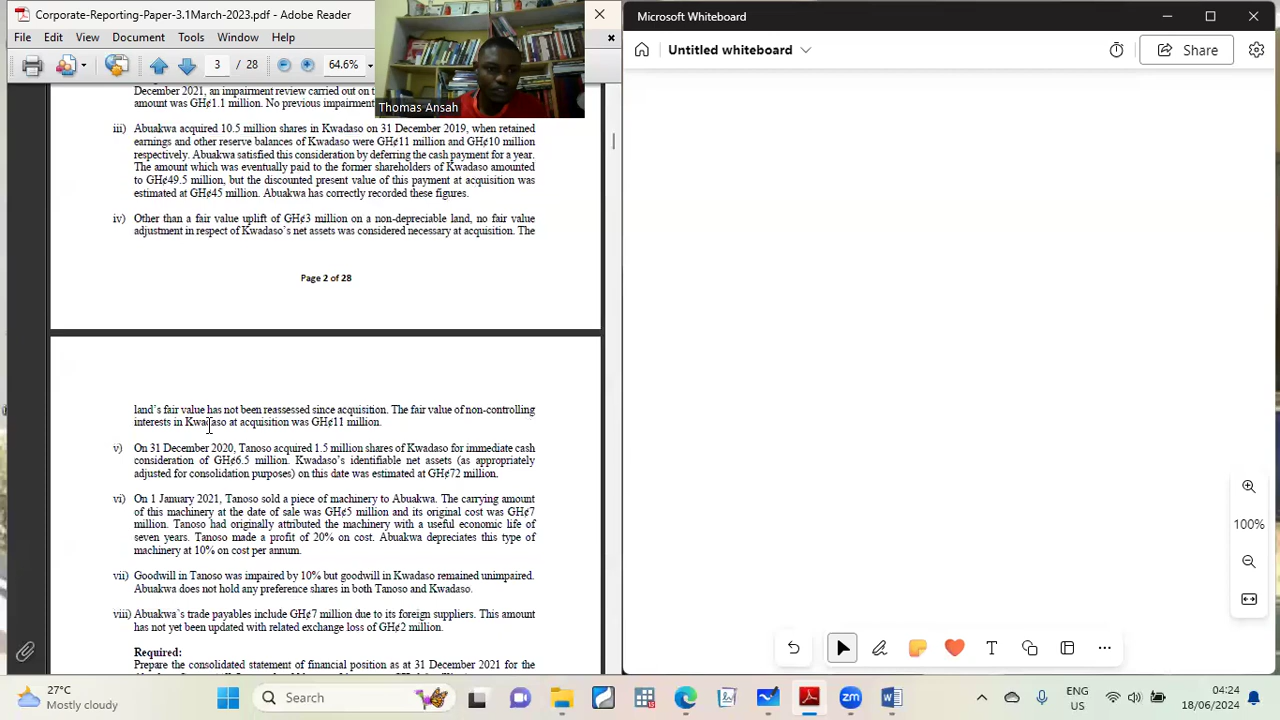 Corporate-Reporting-Paper-3.1March-2023.pdf - Adobe Reader
File Edit View Document Tools Window Help
3 / 28 64.6%
Thomas Ansah
December 2021, an impairment review carried out on t
amount was GH¢1.1 million. No previous impairment
iii) Abuakwa acquired 10.5 million shares in Kwadaso on 31 December 2019, when retained
earnings and other reserve balances of Kwadaso were GH¢11 million and GH¢10 million
respectively. Abuakwa satisfied this consideration by deferring the cash payment for a year.
The amount which was eventually paid to the former shareholders of Kwadaso amounted
to GH¢49.5 million, but the discounted present value of this payment at acquisition was
estimated at GH¢45 million. Abuakwa has correctly recorded these figures.
iv) Other than a fair value uplift of GH¢3 million on a non-depreciable land, no fair value
adjustment in respect of Kwadaso's net assets was considered necessary at acquisition. The
Page 2 of 28
land's fair value has not been reassessed since acquisition. The fair value of non-controlling
interests in Kwadaso at acquisition was GH¢11 million.
v) On 31 December 2020, Tanoso acquired 1.5 million shares of Kwadaso for immediate cash
consideration of GH¢6.5 million. Kwadaso's identifiable net assets (as appropriately
adjusted for consolidation purposes) on this date was estimated at GH¢72 million.
vi) On 1 January 2021, Tanoso sold a piece of machinery to Abuakwa. The carrying amount
of this machinery at the date of sale was GH¢5 million and its original cost was GH¢7
million. Tanoso had originally attributed the machinery with a useful economic life of
seven years. Tanoso made a profit of 20% on cost. Abuakwa depreciates this type of
machinery at 10% on cost per annum.
vii) Goodwill in Tanoso was impaired by 10% but goodwill in Kwadaso remained unimpaired.
Abuakwa does not hold any preference shares in both Tanoso and Kwadaso.
viii) Abuakwa's trade payables include GH¢7 million due to its foreign suppliers. This amount
has not yet been updated with related exchange loss of GH¢2 million.
Required:
Prepare the consolidated statement of financial position as at 31 December 2021 for the
Microsoft Whiteboard
Untitled whiteboard
Share
100%
27°C
Mostly cloudy
Search
ENG
US
04:24
18/06/2024